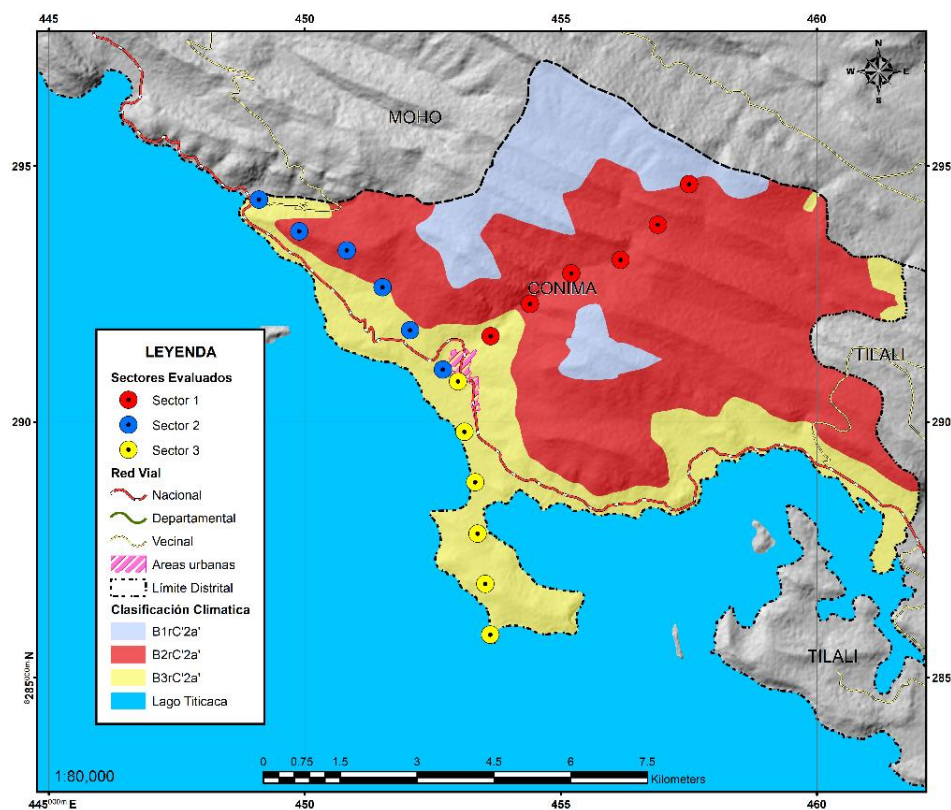 445
450
455
460
N
W
E
S
MOHO
295
295
CONIMA
TILALI
290
290
LEYENDA
Sectores Evaluados
Sector 1
Sector 2
Sector 3
Red Vial
Nacional
Departamental
Vecinal
Areas urbanas
Límite Distrital
Clasificación Climatica
B1rC'2a'
B2rC'2a'
B3rC'2a'
Lago Titicaca
TILALI
8285000m N
285
1:80,000
0 0.75 1.5 3 4.5 6 7.5
Kilometers
445000m E
450
455
460